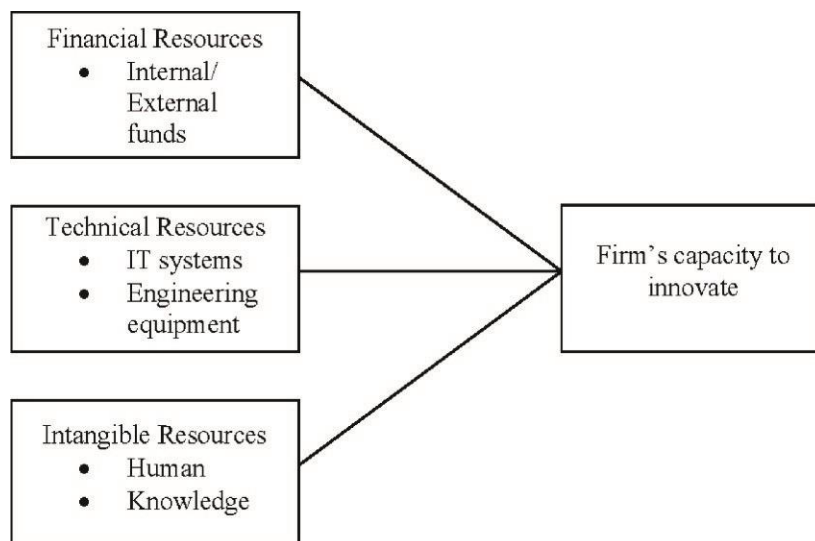 Financial Resources
• Internal/
External
funds
Technical Resources
• IT systems
• Engineering
equipment
Intangible Resources
• Human
• Knowledge
Firm’s capacity to
innovate